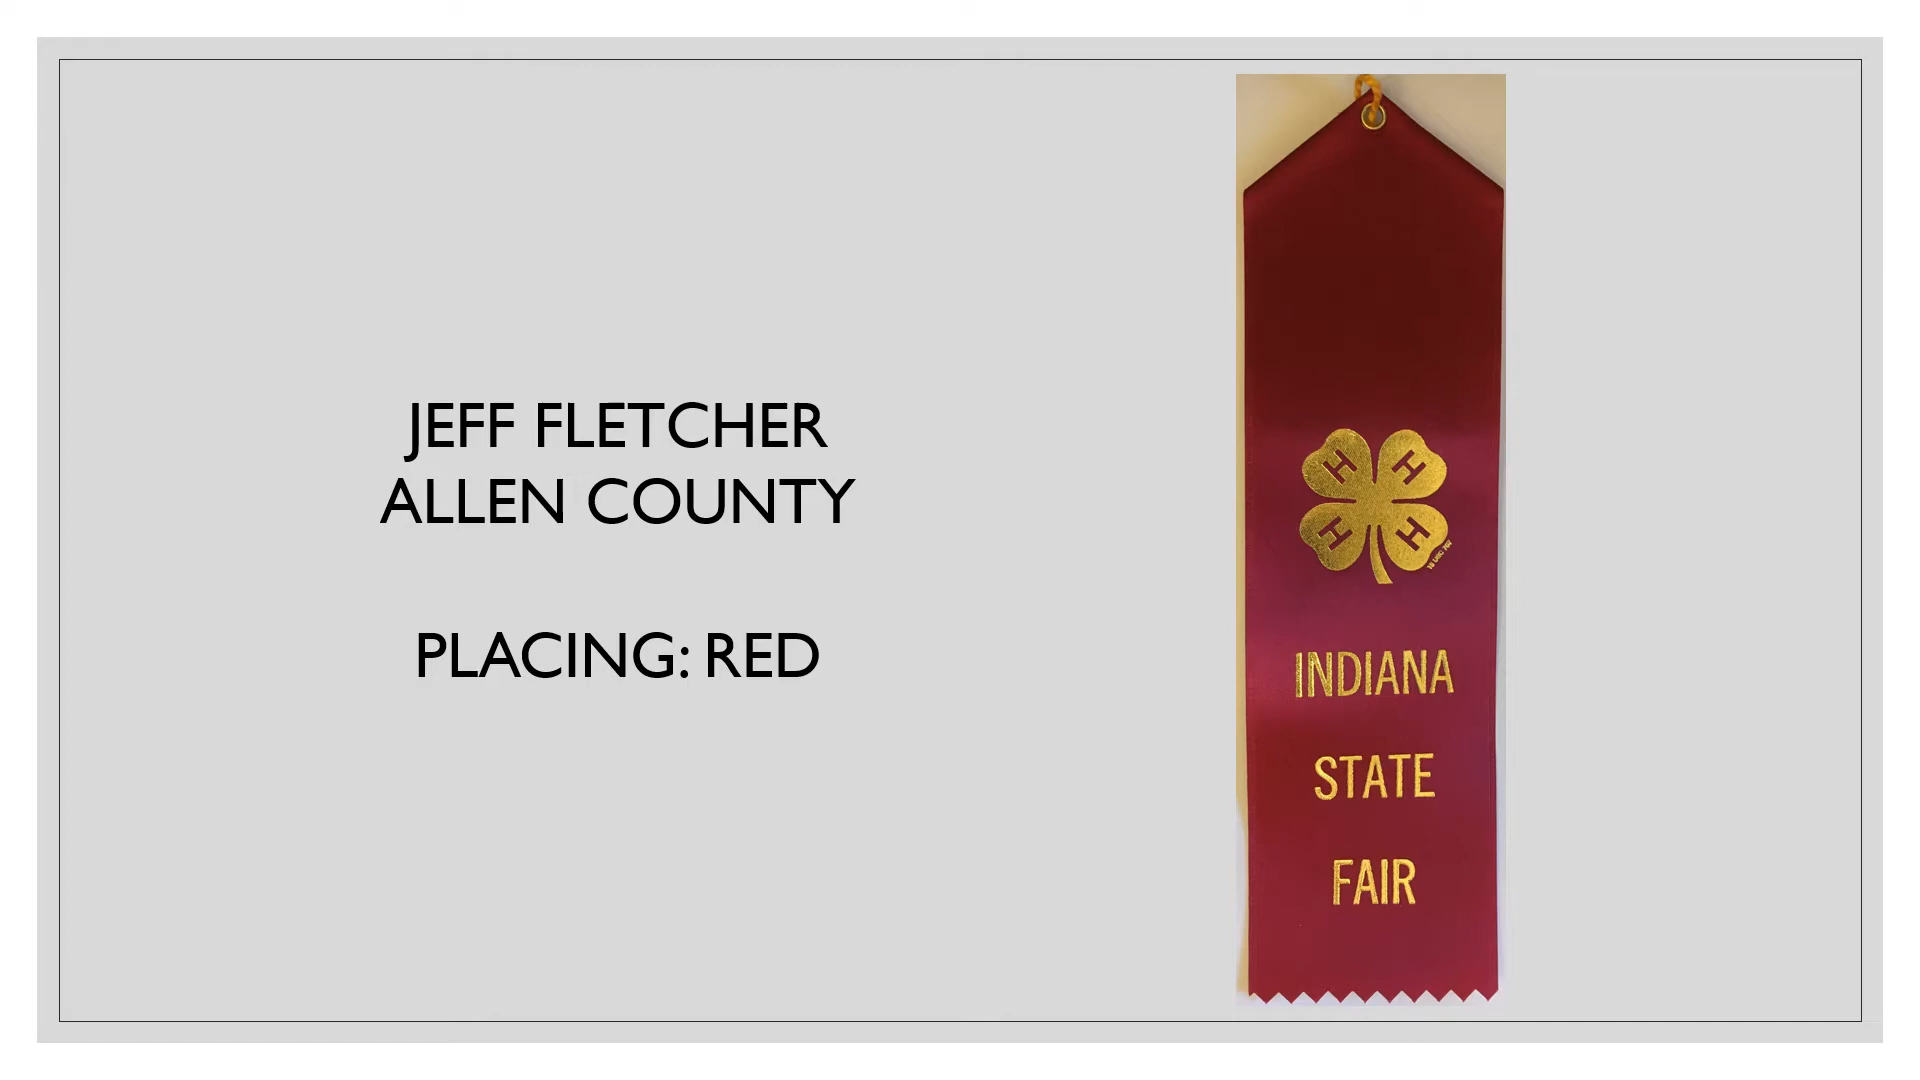 JEFF FLETCHER
ALLEN COUNTY
PLACING: RED
H H
H H
INDIANA
STATE
FAIR